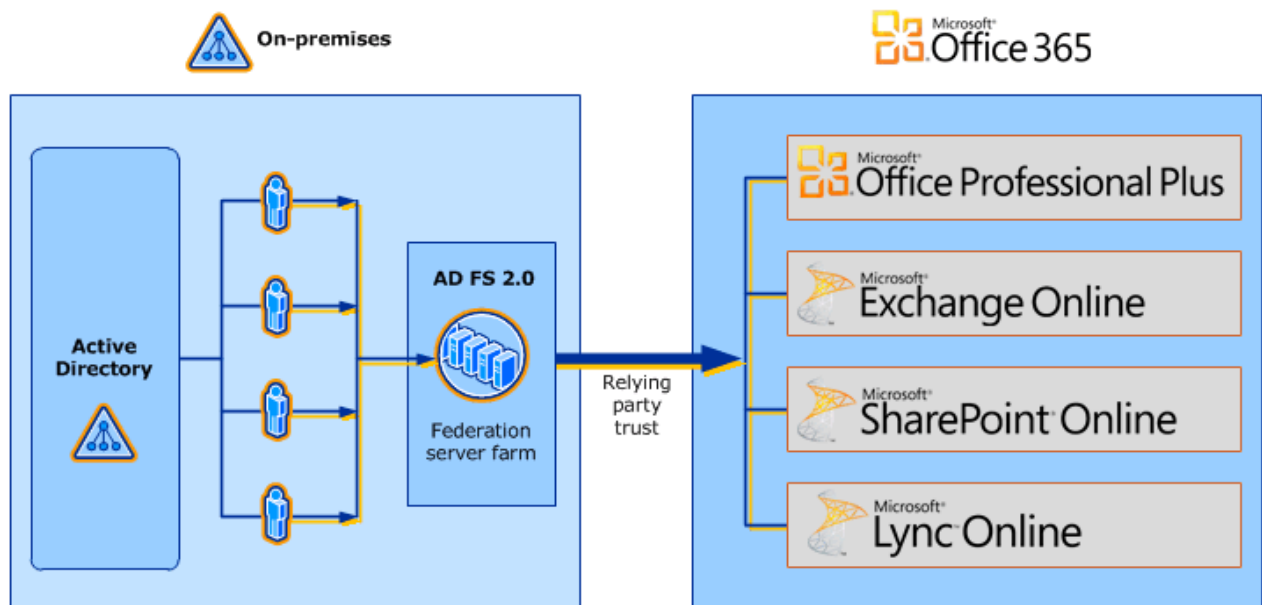 On-premises
Microsoft®
Office 365
Active
Directory
AD FS 2.0
Federation
server farm
Relying
party
trust
Microsoft®
Office Professional Plus
Microsoft®
Exchange Online
Microsoft®
SharePoint® Online
Microsoft®
Lync™ Online